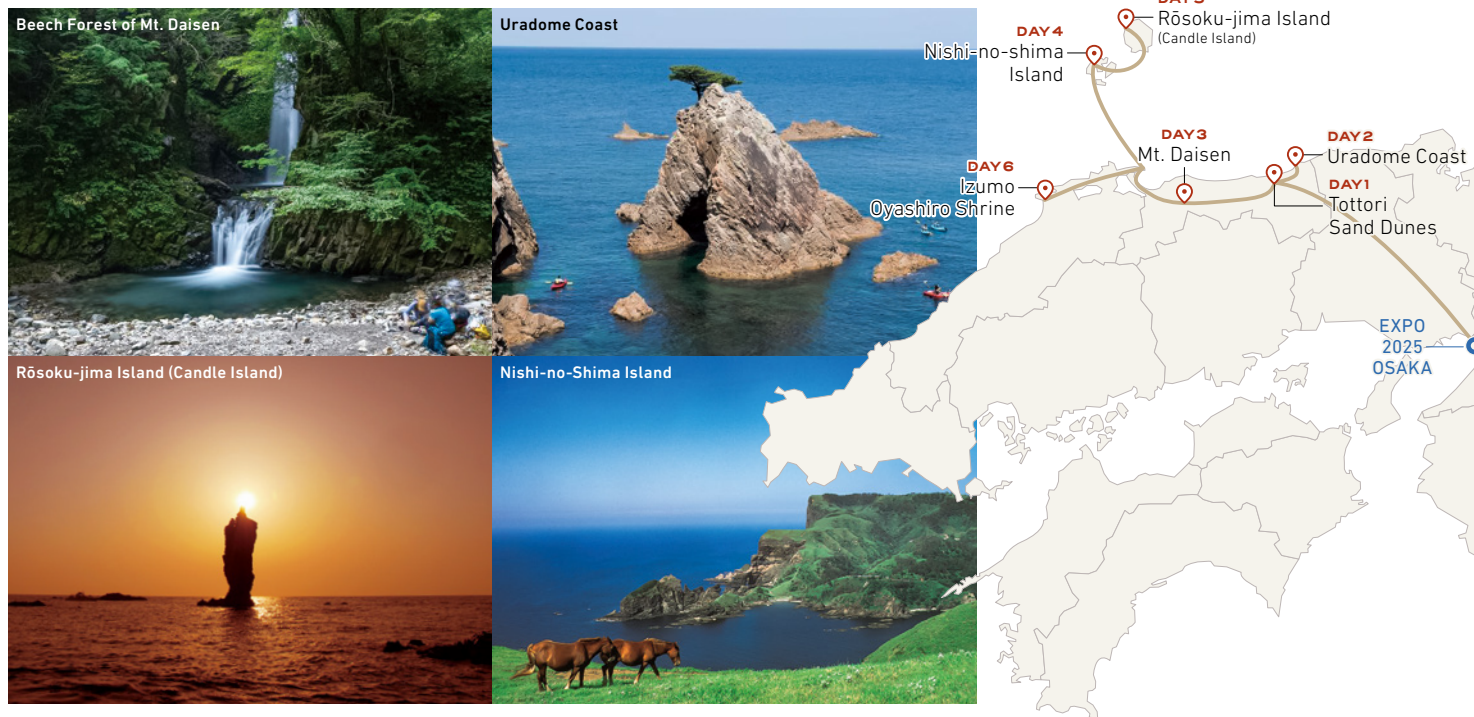 Beech Forest of Mt. Daisen
Uradome Coast
Rōsoku-jima Island (Candle Island)
Nishi-no-Shima Island
Rōsoku-jima Island
(Candle Island)
DAY4
Nishi-no-shima
Island
DAY3
Mt. Daisen
DAY2
Uradome Coast
DAY1
Tottori
Sand Dunes
DAY6
Izumo
Oyashiro Shrine
EXPO
2025
OSAKA